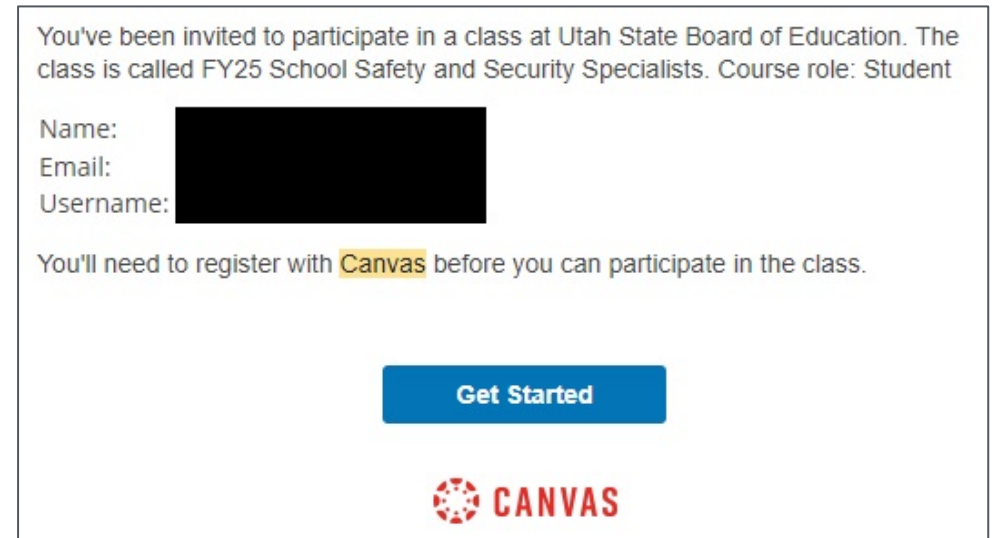 You've been invited to participate in a class at Utah State Board of Education. The
class is called FY25 School Safety and Security Specialists. Course role: Student
Name:
Email:
Username:
You'll need to register with Canvas before you can participate in the class.
Get Started
CANVAS